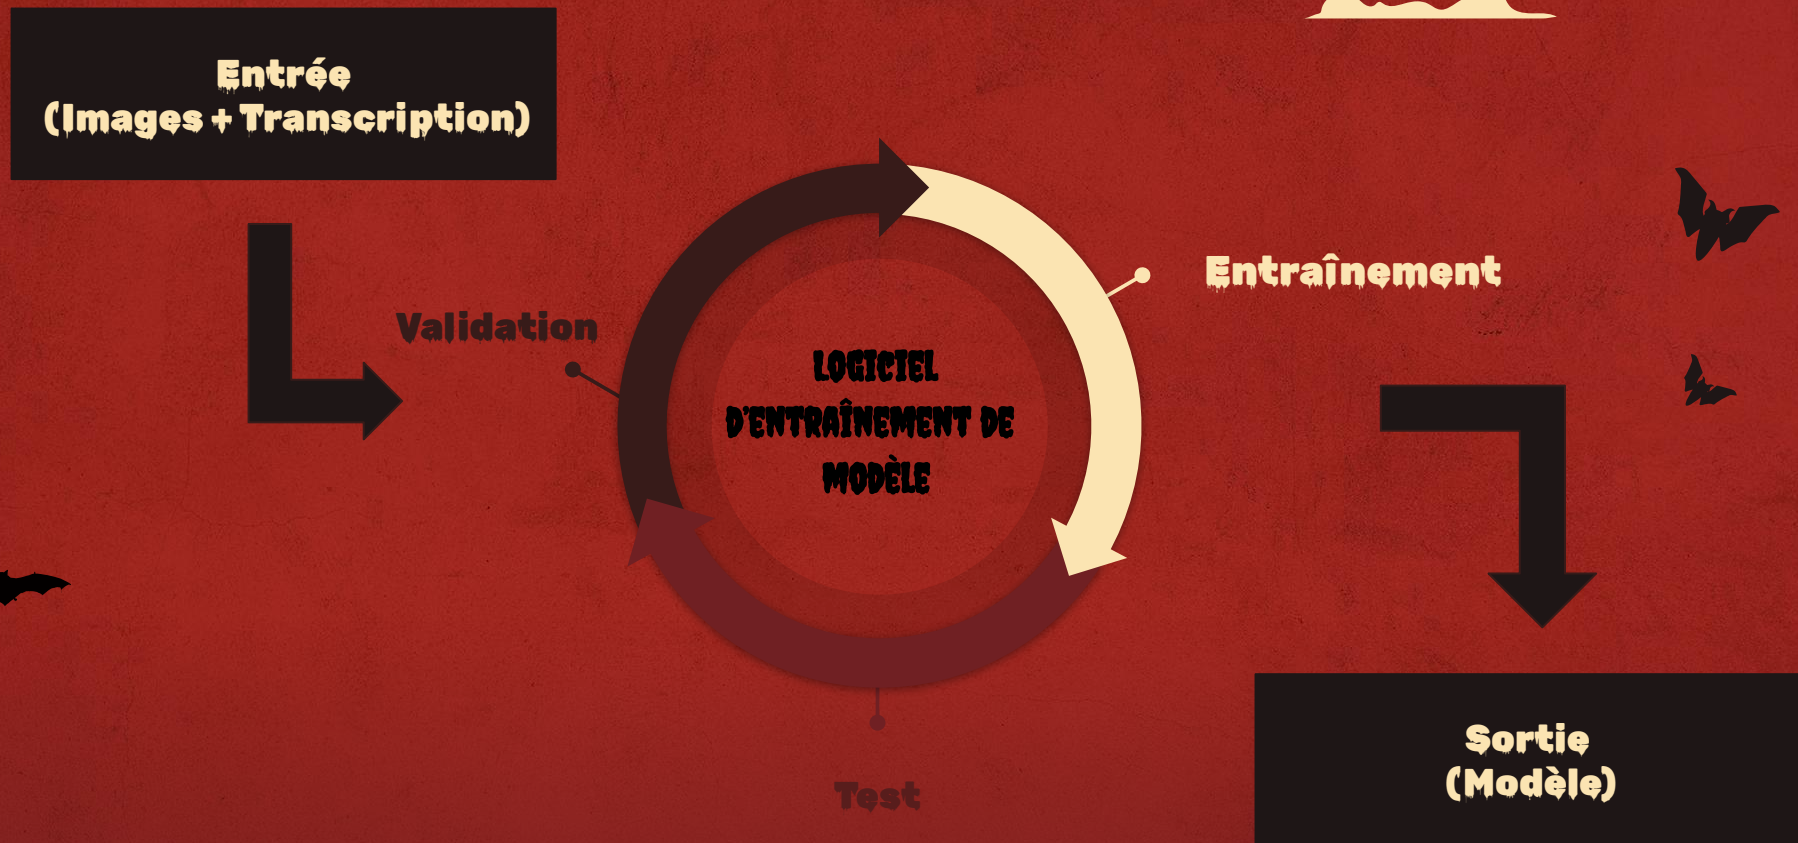 Entrée
(Images + Transcription)
Validation
Entraînement
LOGICIEL
D'ENTRAÎNEMENT DE
MODÈLE
Test
Sortie
(Modèle)